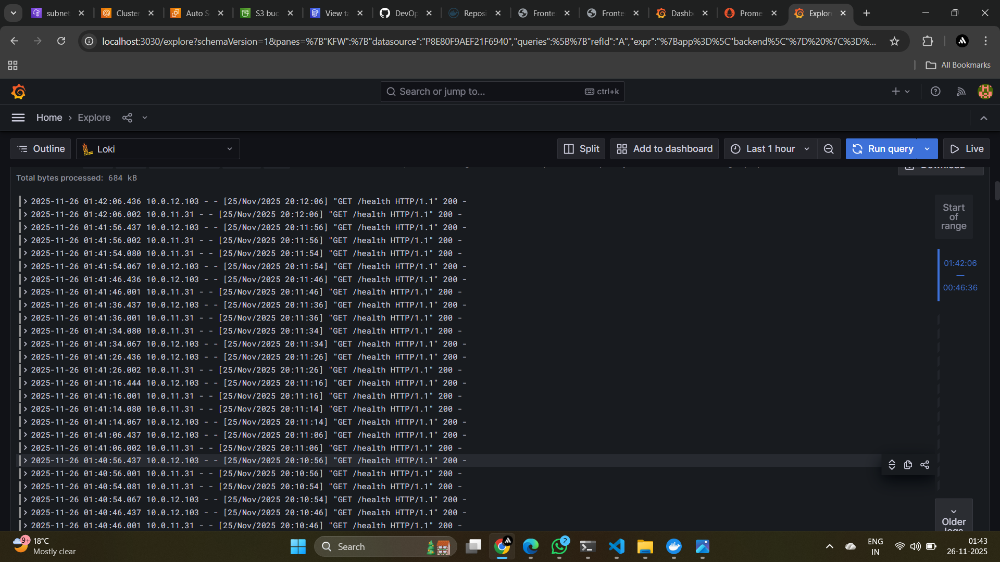 subnet
Cluster
Auto S
S3 buc
View ta
DevOp
Reposi
Fronte
Fronte
Dashb
Prome
Explor
localhost:3030/explore?schemaVersion=1&panes=%7B"KFW":%7B"datasource":"P8E80F9AEF21F6940","queries":%5B%7B"refId":"A","expr":"%7Bapp%3D%5C"backend%5C"%7D%20%7C%3D%...
All Bookmarks
Search or jump to...
ctrl+k
Home › Explore
Outline
Loki
Split
Add to dashboard
Last 1 hour
Run query
Live
Download
Total bytes processed: 684 kB
2025-11-26 01:42:06.436 10.0.12.103 - - [25/Nov/2025 20:12:06] "GET /health HTTP/1.1" 200 -
2025-11-26 01:42:06.002 10.0.11.31 - - [25/Nov/2025 20:12:06] "GET /health HTTP/1.1" 200 -
2025-11-26 01:41:56.437 10.0.12.103 - - [25/Nov/2025 20:11:56] "GET /health HTTP/1.1" 200 -
2025-11-26 01:41:56.002 10.0.11.31 - - [25/Nov/2025 20:11:56] "GET /health HTTP/1.1" 200 -
2025-11-26 01:41:54.080 10.0.11.31 - - [25/Nov/2025 20:11:54] "GET /health HTTP/1.1" 200 -
2025-11-26 01:41:54.067 10.0.12.103 - - [25/Nov/2025 20:11:54] "GET /health HTTP/1.1" 200 -
2025-11-26 01:41:46.436 10.0.12.103 - - [25/Nov/2025 20:11:46] "GET /health HTTP/1.1" 200 -
2025-11-26 01:41:46.001 10.0.11.31 - - [25/Nov/2025 20:11:46] "GET /health HTTP/1.1" 200 -
2025-11-26 01:41:36.437 10.0.12.103 - - [25/Nov/2025 20:11:36] "GET /health HTTP/1.1" 200 -
2025-11-26 01:41:36.001 10.0.11.31 - - [25/Nov/2025 20:11:36] "GET /health HTTP/1.1" 200 -
2025-11-26 01:41:34.080 10.0.11.31 - - [25/Nov/2025 20:11:34] "GET /health HTTP/1.1" 200 -
2025-11-26 01:41:34.067 10.0.12.103 - - [25/Nov/2025 20:11:34] "GET /health HTTP/1.1" 200 -
2025-11-26 01:41:26.436 10.0.12.103 - - [25/Nov/2025 20:11:26] "GET /health HTTP/1.1" 200 -
2025-11-26 01:41:26.002 10.0.11.31 - - [25/Nov/2025 20:11:26] "GET /health HTTP/1.1" 200 -
2025-11-26 01:41:16.444 10.0.12.103 - - [25/Nov/2025 20:11:16] "GET /health HTTP/1.1" 200 -
2025-11-26 01:41:16.001 10.0.11.31 - - [25/Nov/2025 20:11:16] "GET /health HTTP/1.1" 200 -
2025-11-26 01:41:14.080 10.0.11.31 - - [25/Nov/2025 20:11:14] "GET /health HTTP/1.1" 200 -
2025-11-26 01:41:14.067 10.0.12.103 - - [25/Nov/2025 20:11:14] "GET /health HTTP/1.1" 200 -
2025-11-26 01:41:06.437 10.0.12.103 - - [25/Nov/2025 20:11:06] "GET /health HTTP/1.1" 200 -
2025-11-26 01:41:06.002 10.0.11.31 - - [25/Nov/2025 20:11:06] "GET /health HTTP/1.1" 200 -
2025-11-26 01:40:56.437 10.0.12.103 - - [25/Nov/2025 20:10:56] "GET /health HTTP/1.1" 200 -
2025-11-26 01:40:56.001 10.0.11.31 - - [25/Nov/2025 20:10:56] "GET /health HTTP/1.1" 200 -
2025-11-26 01:40:54.081 10.0.11.31 - - [25/Nov/2025 20:10:54] "GET /health HTTP/1.1" 200 -
2025-11-26 01:40:54.067 10.0.12.103 - - [25/Nov/2025 20:10:54] "GET /health HTTP/1.1" 200 -
2025-11-26 01:40:46.437 10.0.12.103 - - [25/Nov/2025 20:10:46] "GET /health HTTP/1.1" 200 -
2025-11-26 01:40:46.001 10.0.11.31 - - [25/Nov/2025 20:10:46] "GET /health HTTP/1.1" 200 -
Start
of
range
01:42:06
—
00:46:36
Older
logs
9+
18°C
Mostly clear
Search
2
ENG
IN
01:43
26-11-2025